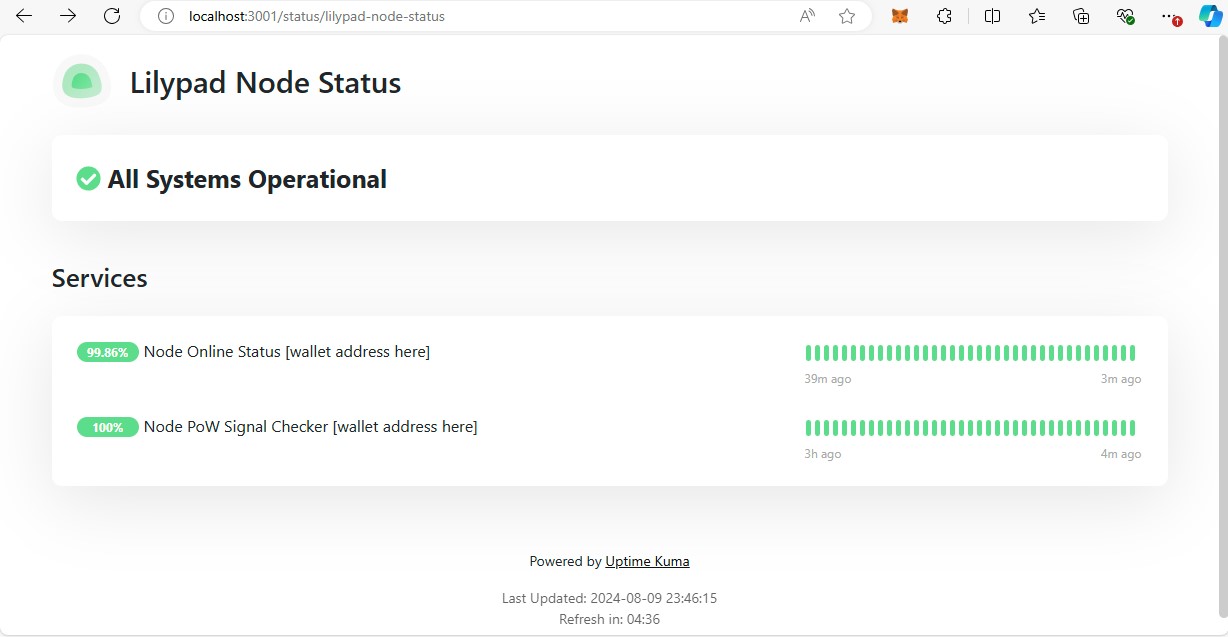 localhost:3001/status/lilypad-node-status
Lilypad Node Status
All Systems Operational
Services
99.86% Node Online Status [wallet address here]
39m ago 3m ago
100% Node PoW Signal Checker [wallet address here]
3h ago 4m ago
Powered by Uptime Kuma
Last Updated: 2024-08-09 23:46:15
Refresh in: 04:36